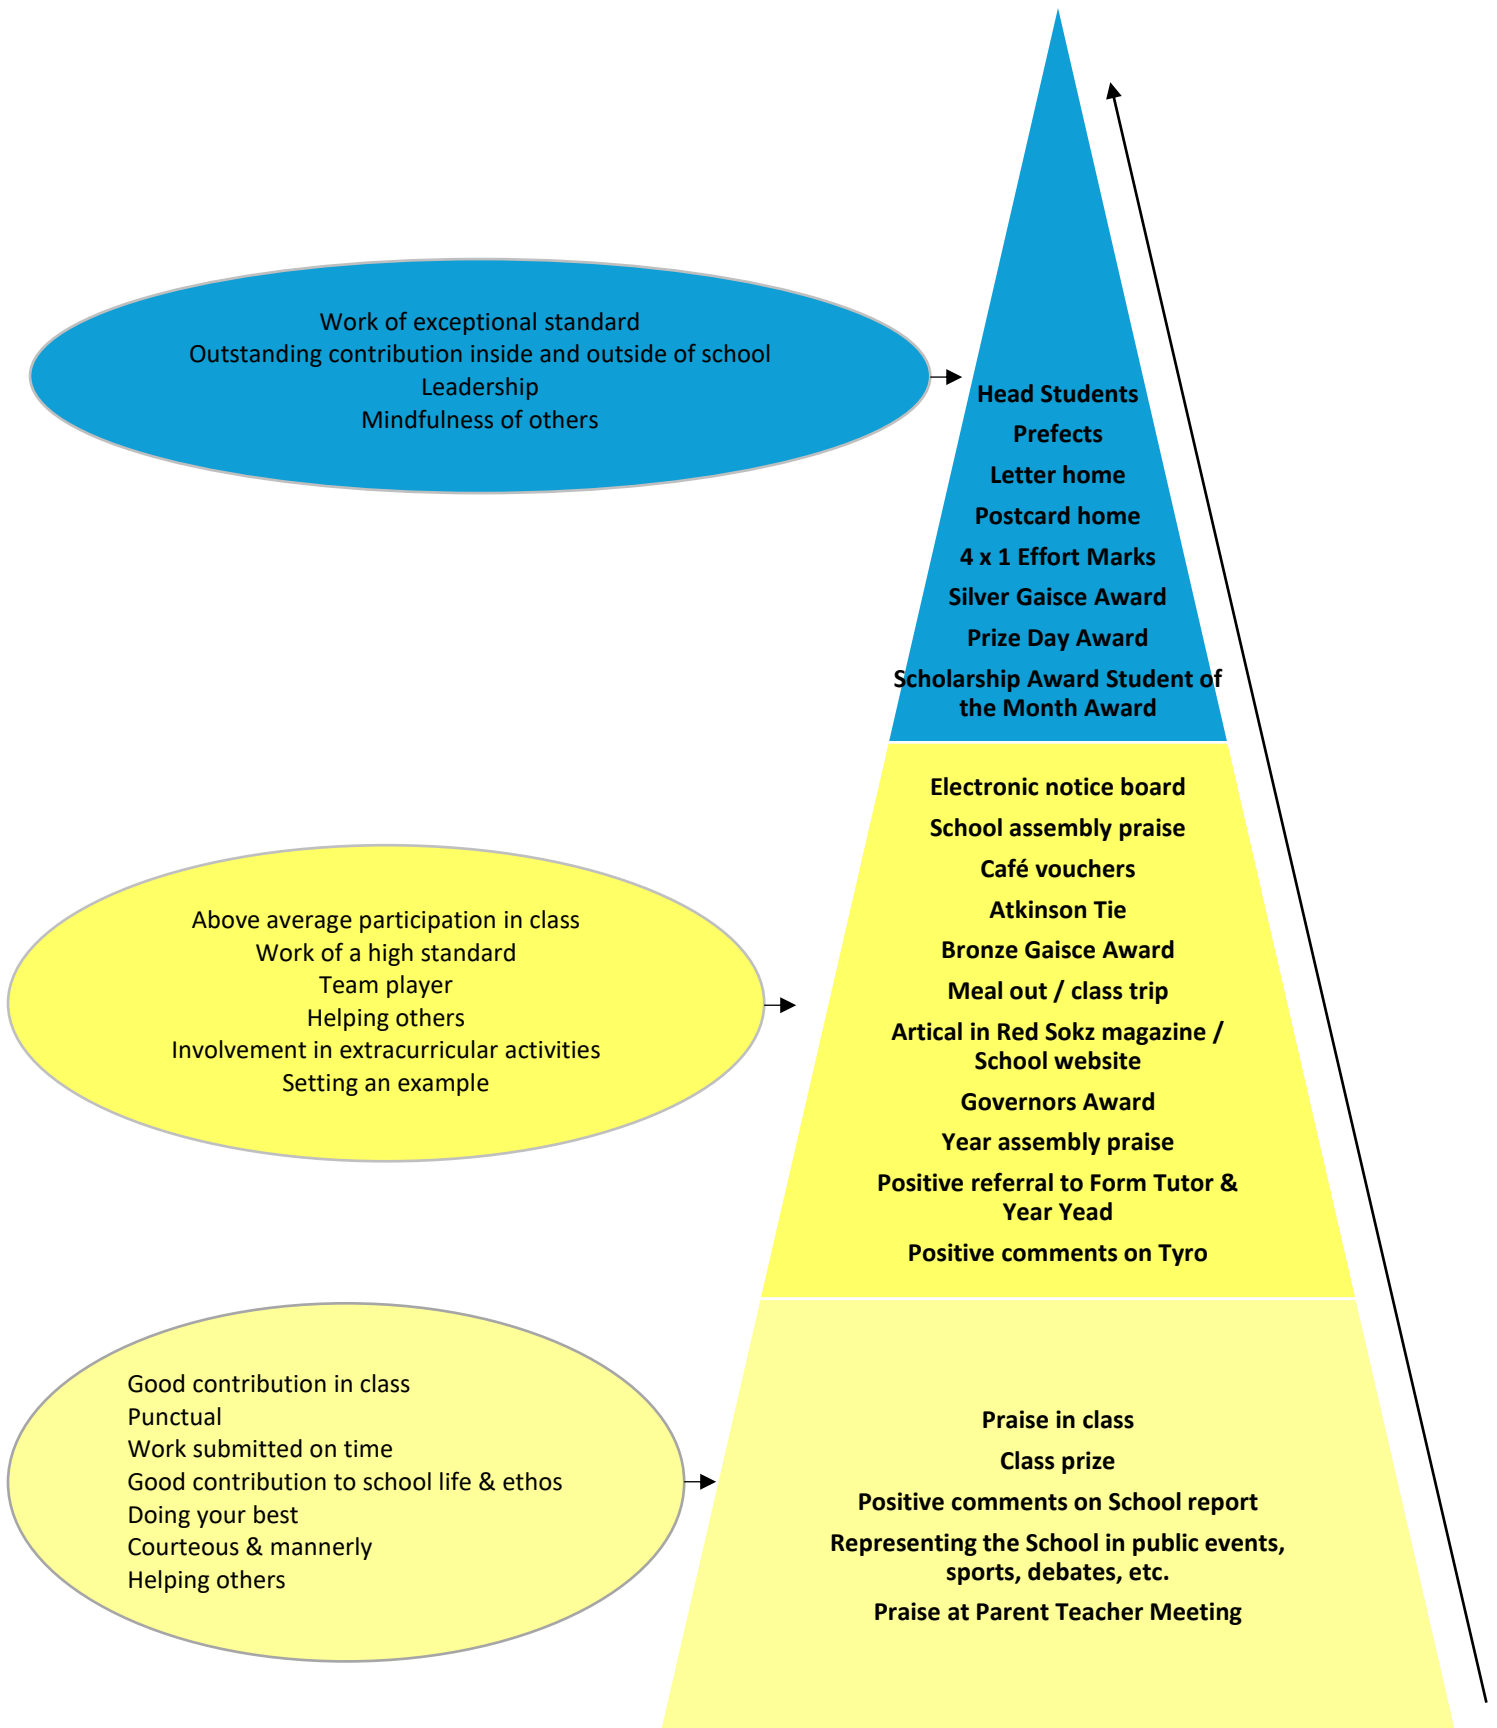 Work of exceptional standard
Outstanding contribution inside and outside of school
Leadership
Mindfulness of others
Head Students
Prefects
Letter home
Postcard home
4 x 1 Effort Marks
Silver Gaisce Award
Prize Day Award
Scholarship Award Student of
the Month Award
Above average participation in class
Work of a high standard
Team player
Helping others
Involvement in extracurricular activities
Setting an example
Electronic notice board
School assembly praise
Café vouchers
Atkinson Tie
Bronze Gaisce Award
Meal out / class trip
Artical in Red Sokz magazine /
School website
Governors Award
Year assembly praise
Positive referral to Form Tutor &
Year Yead
Positive comments on Tyro
Good contribution in class
Punctual
Work submitted on time
Good contribution to school life & ethos
Doing your best
Courteous & mannerly
Helping others
Praise in class
Class prize
Positive comments on School report
Representing the School in public events,
sports, debates, etc.
Praise at Parent Teacher Meeting